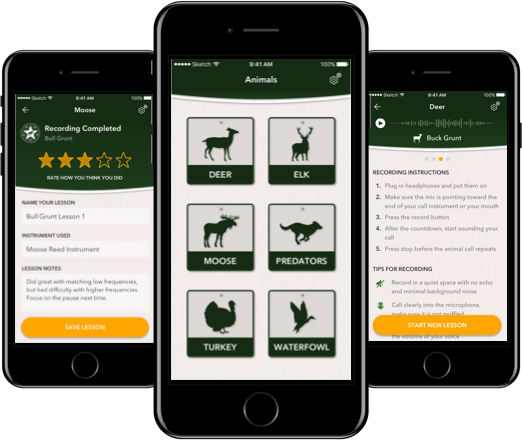 Sketch 9:41 AM 100%
Moose
Recording Completed
Bull Grunt
RATE HOW YOU THINK YOU DID
NAME YOUR LESSON
Bull Grunt Lesson 1
INSTRUMENT USED
Moose Reed Instrument
LESSON NOTES
Did great with matching low frequencies,
but had difficulty with higher frequencies.
Focus on the pause next time.
SAVE LESSON
Sketch 9:41 AM 100%
Animals
DEER
ELK
MOOSE
PREDATORS
TURKEY
WATERFOWL
Sketch 9:41 AM 100%
Deer
Buck Grunt
RECORDING INSTRUCTIONS
1. Plug in headphones and put them on
2. Make sure the mic is pointing toward the
end of your call instrument or your mouth
3. Press the record button
4. After the countdown, start sounding your
call
5. Press stop before the animal call repeats
TIPS FOR RECORDING
Record in a quiet space with no echo
and minimal background noise
Call clearly into the microphone,
make sure it is not muffled
START NEW LESSON
the volume of your voice